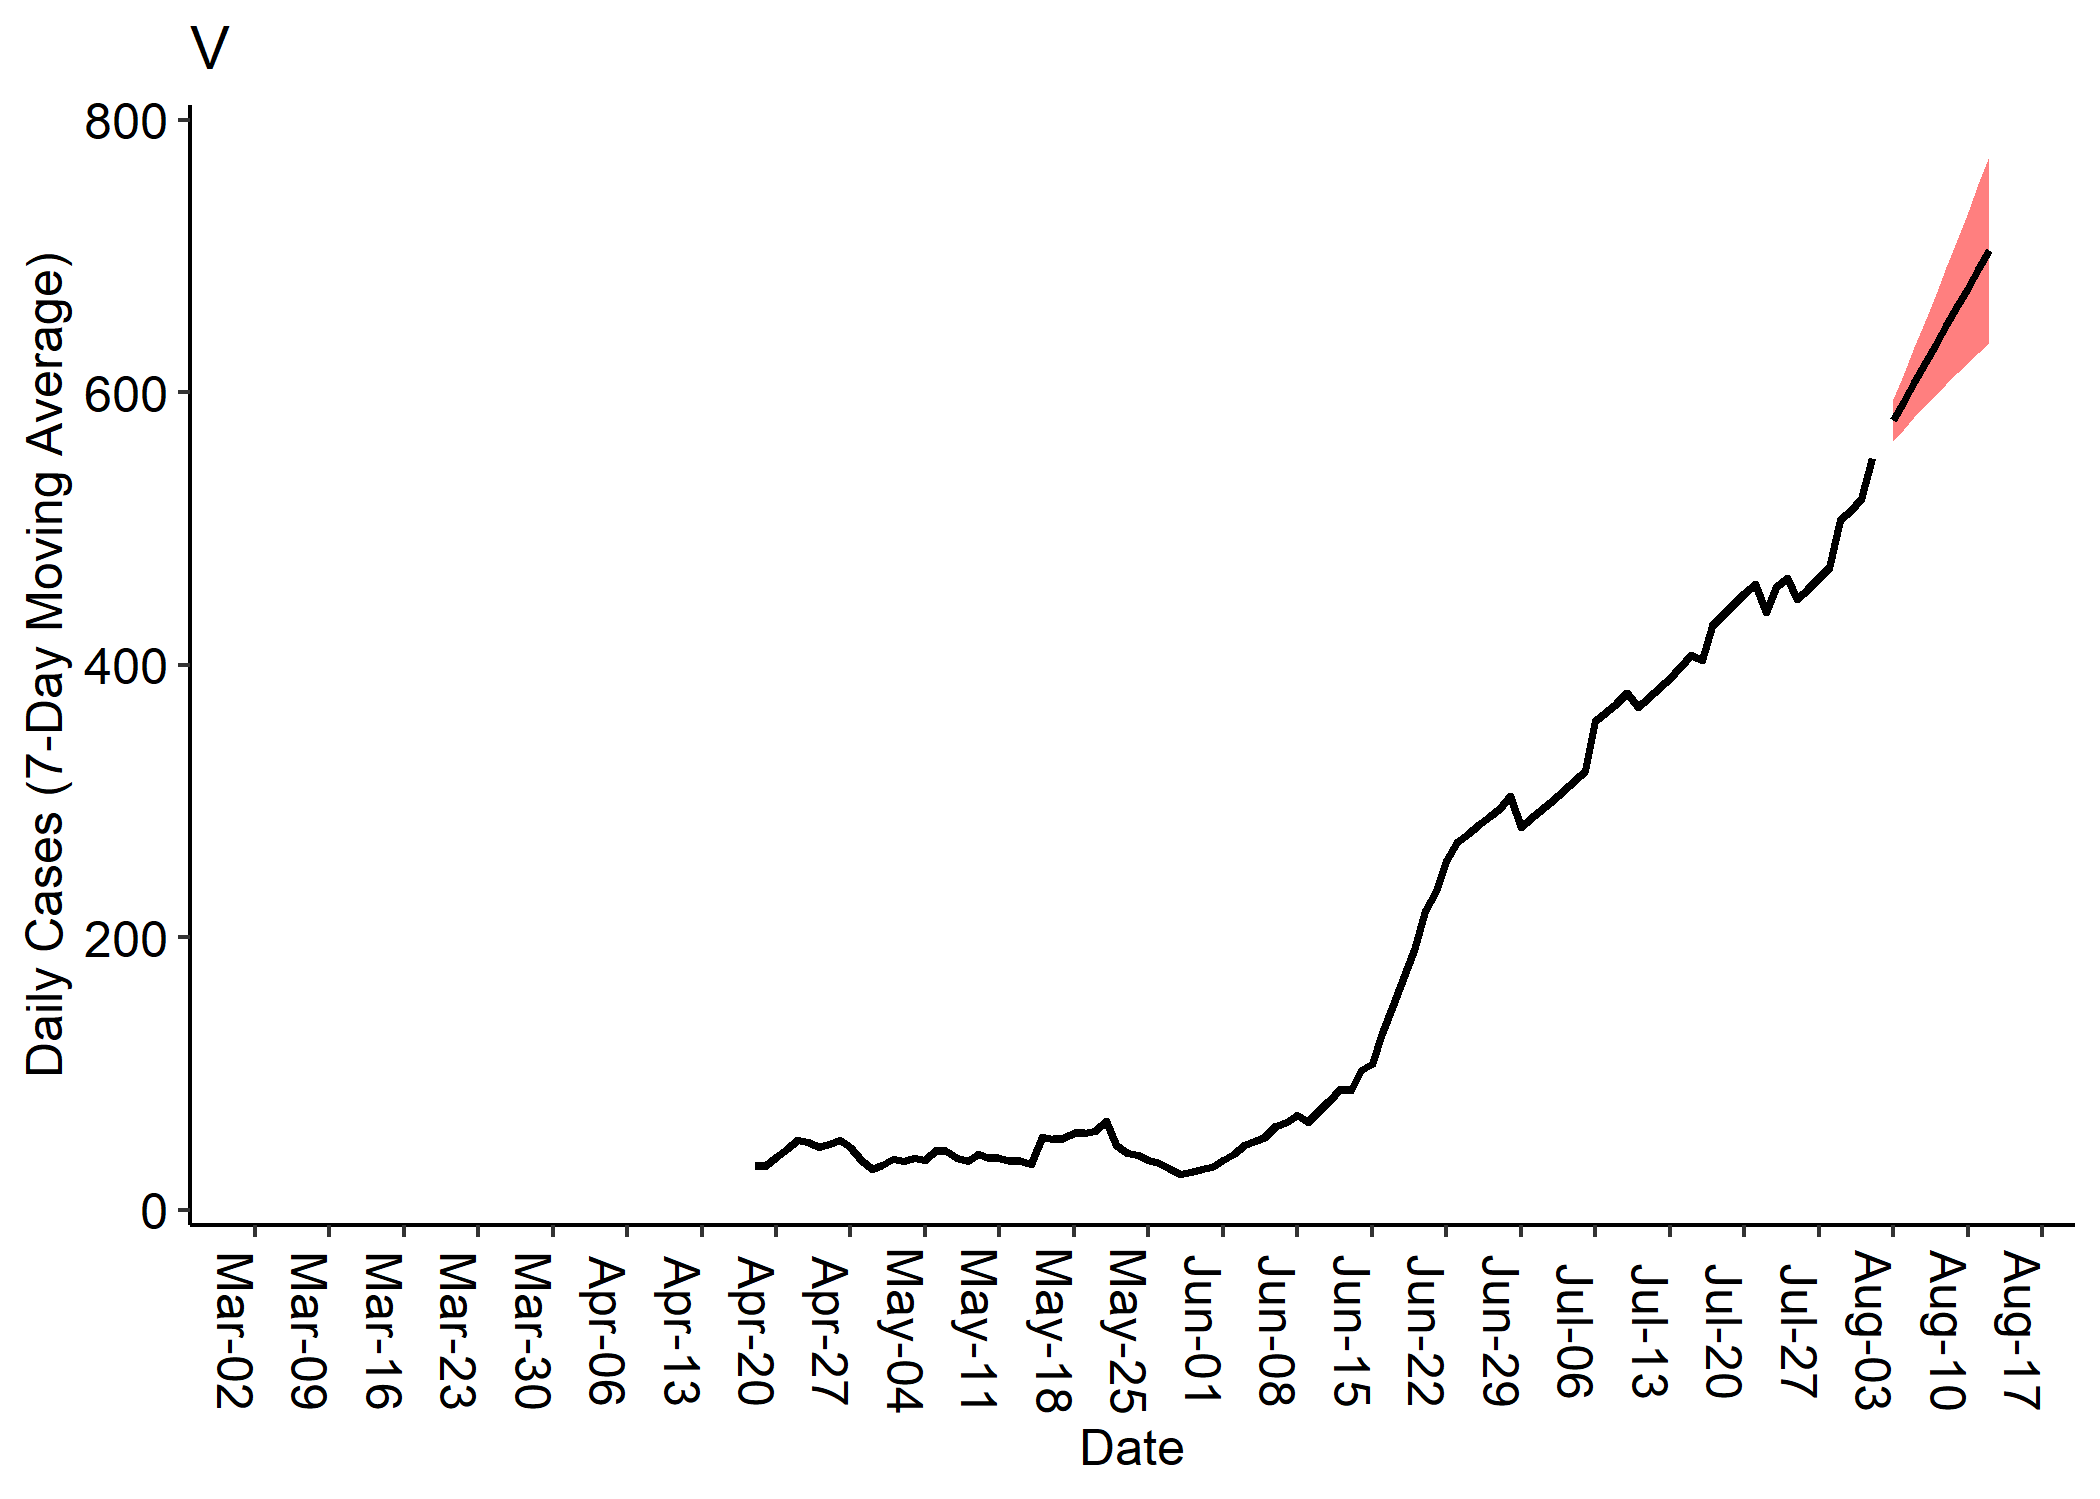 V
Daily Cases (7-Day Moving Average)
800
600
400
200
0
Mar-02
Mar-09
Mar-16
Mar-23
Mar-30
Apr-06
Apr-13
Apr-20
Apr-27
May-04
May-11
May-18
May-25
Jun-01
Jun-08
Jun-15
Jun-22
Jun-29
Jul-06
Jul-13
Jul-20
Jul-27
Aug-03
Aug-10
Aug-17
Date